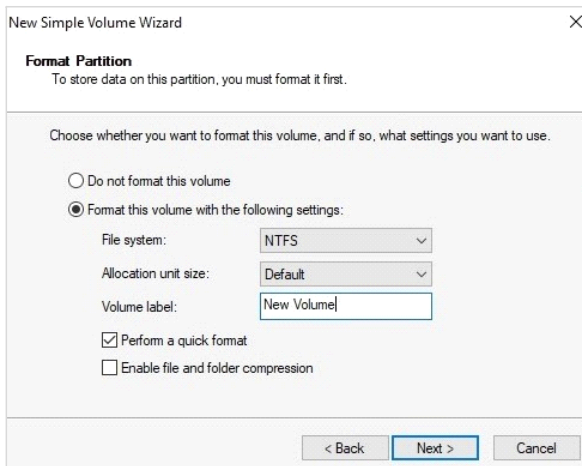 New Simple Volume Wizard
Format Partition
To store data on this partition, you must format it first.
Choose whether you want to format this volume, and if so, what settings you want to use.
Do not format this volume
Format this volume with the following settings:
File system: NTFS
Allocation unit size: Default
Volume label: New Volume
Perform a quick format
Enable file and folder compression
< Back Next > Cancel